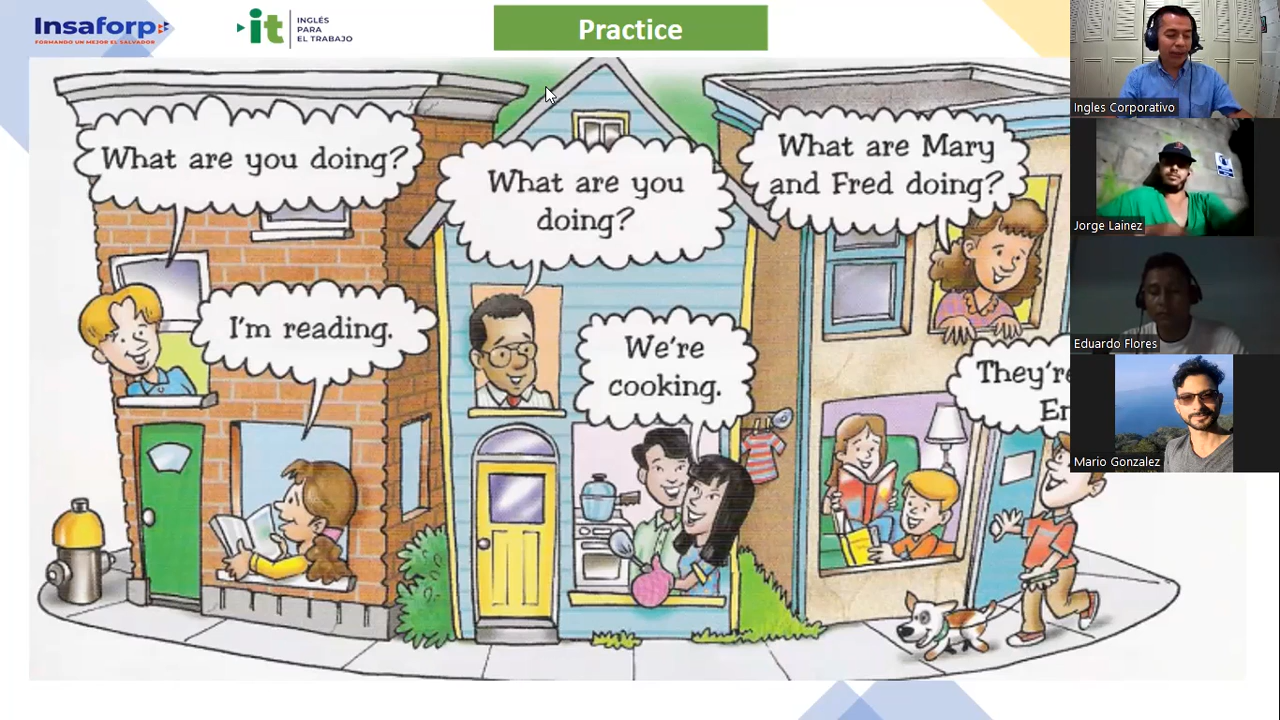 Insaforp
FORMANDO UN MEJOR EL SALVADOR
it
INGLÉS
PARA
EL TRABAJO
Practice
What are you doing?
I'm reading.
What are you
doing?
We're
cooking.
What are Mary
and Fred doing?
They're
Ingles Corporativo
Jorge Lainez
Eduardo Flores
Mario Gonzalez